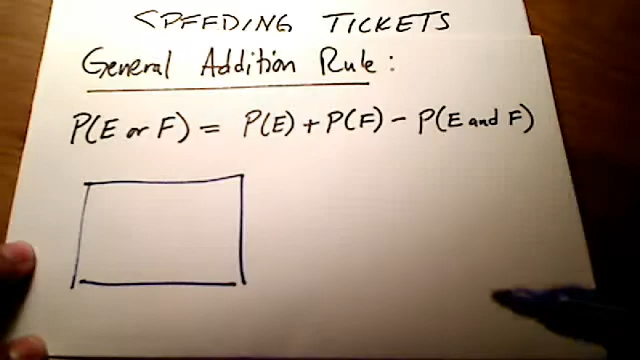 SPEEDING TICKETS
General Addition Rule:
P(E or F) = P(E) + P(F) - P(E and F)